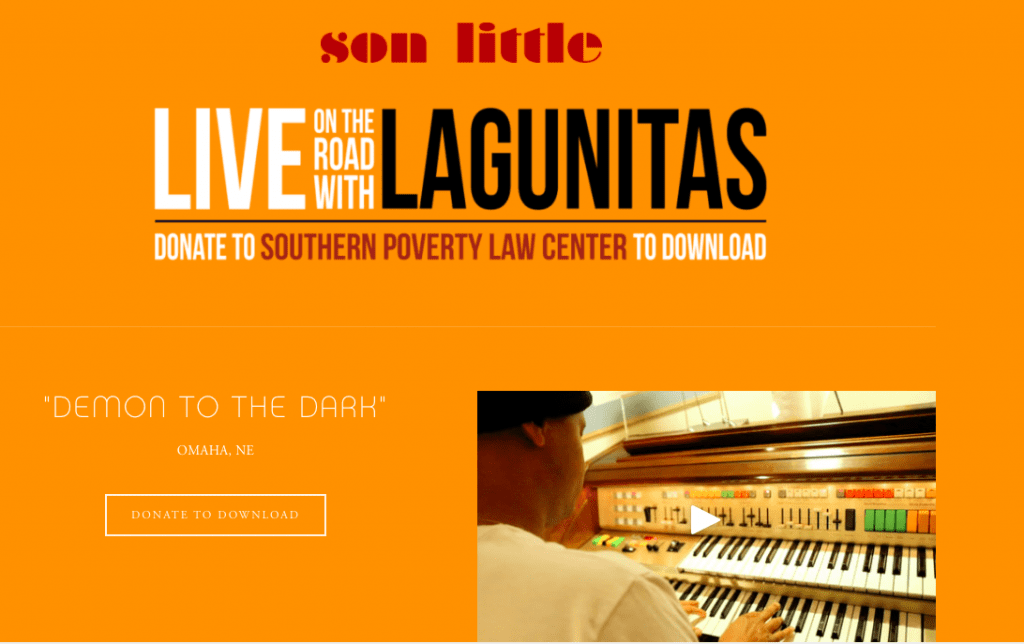 son little
LIVE ON THE ROAD WITH LAGUNITAS
DONATE TO SOUTHERN POVERTY LAW CENTER TO DOWNLOAD
"DEMON TO THE DARK"
OMAHA, NE
DONATE TO DOWNLOAD